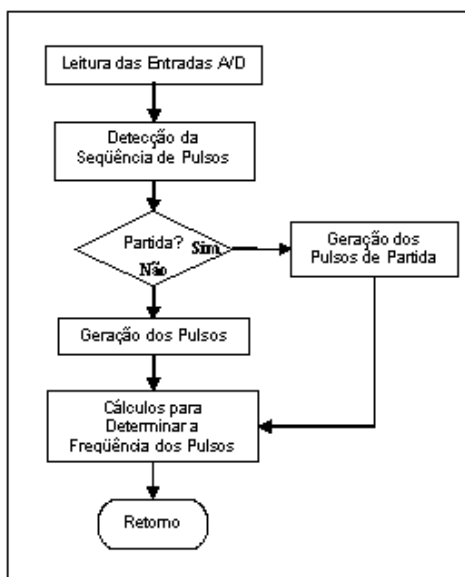 Leitura das Entradas A/D
Detecção da
Seqüência de Pulsos
Partida?
Sim
Não
Geração dos
Pulsos de Partida
Geração dos Pulsos
Cálculos para
Determinar a
Freqüência dos Pulsos
Retorno